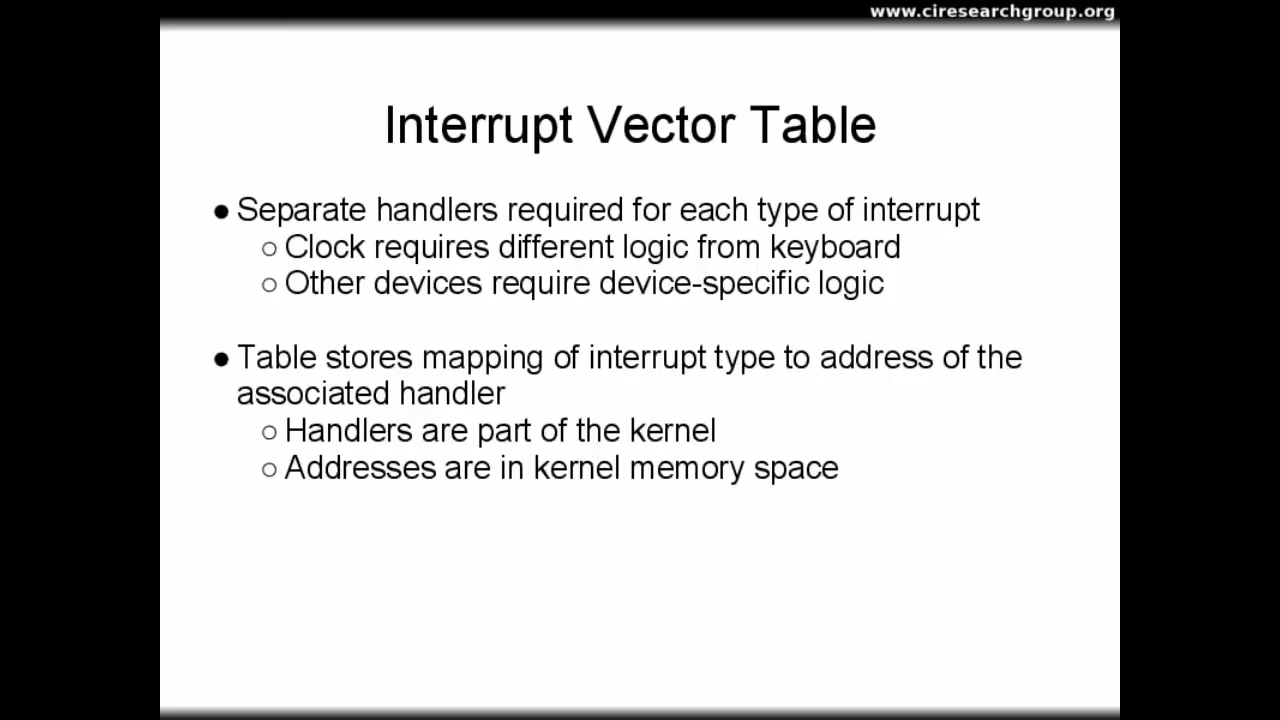 www.ciresearchgroup.org
Interrupt Vector Table
● Separate handlers required for each type of interrupt
○ Clock requires different logic from keyboard
○ Other devices require device-specific logic
● Table stores mapping of interrupt type to address of the
associated handler
○ Handlers are part of the kernel
○ Addresses are in kernel memory space